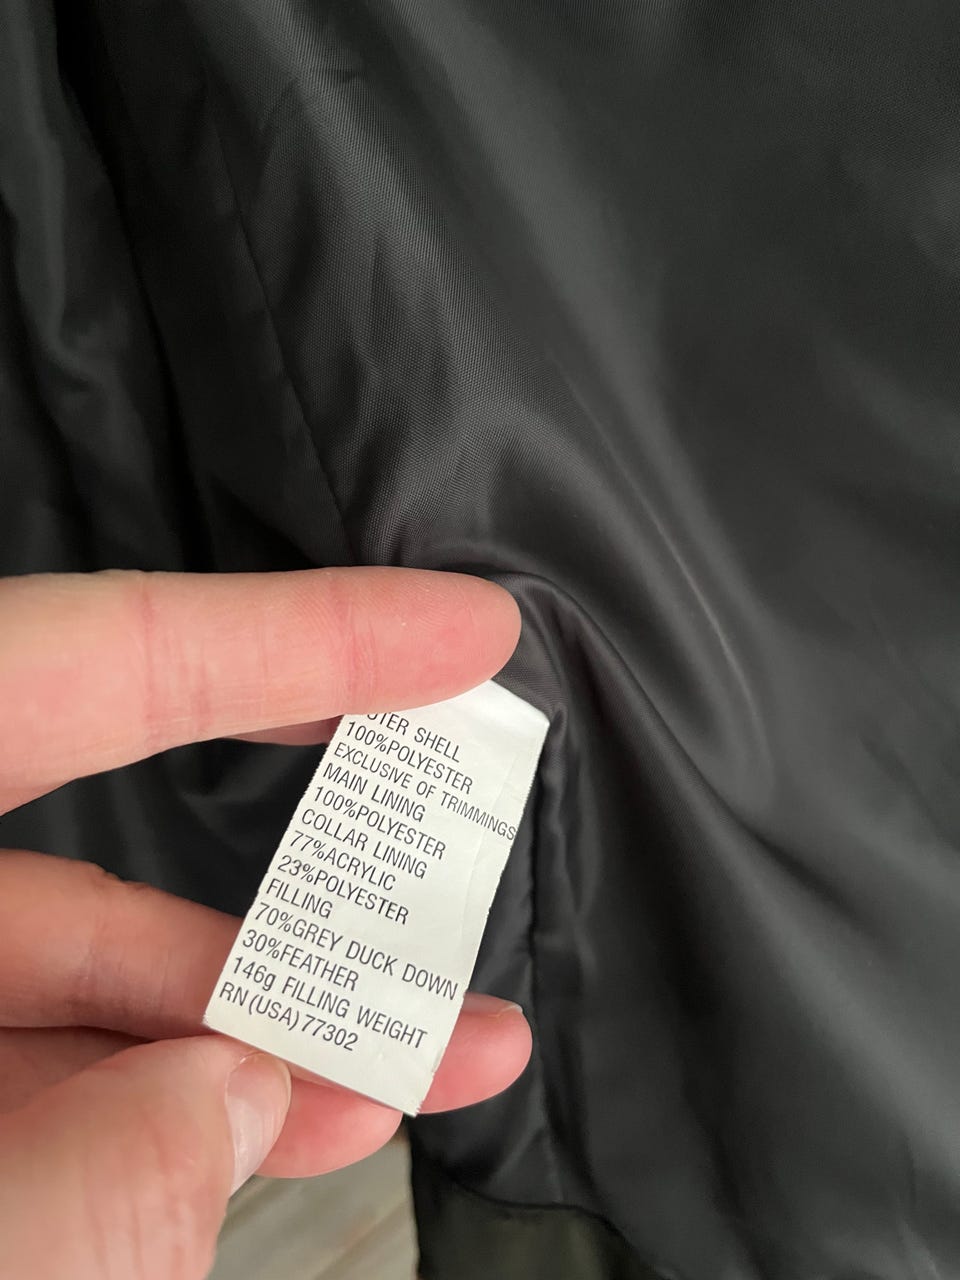 UTER SHELL
100%POLYESTER
EXCLUSIVE OF TRIMMINGS
MAIN LINING
100%POLYESTER
COLLAR LINING
77%ACRYLIC
23%POLYESTER
FILLING
70%GREY DUCK DOWN
30%FEATHER
146g FILLING WEIGHT
RN(USA)77302